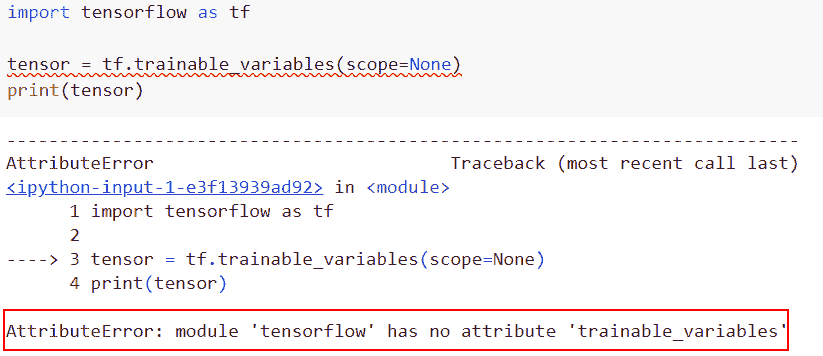 import tensorflow as tf
tensor = tf.trainable_variables(scope=None)
print(tensor)
---------------------------------------------------------------------------
AttributeError                            Traceback (most recent call last)
<ipython-input-1-e3f13939ad92> in <module>
      1 import tensorflow as tf
      2
----> 3 tensor = tf.trainable_variables(scope=None)
      4 print(tensor)
AttributeError: module 'tensorflow' has no attribute 'trainable_variables'